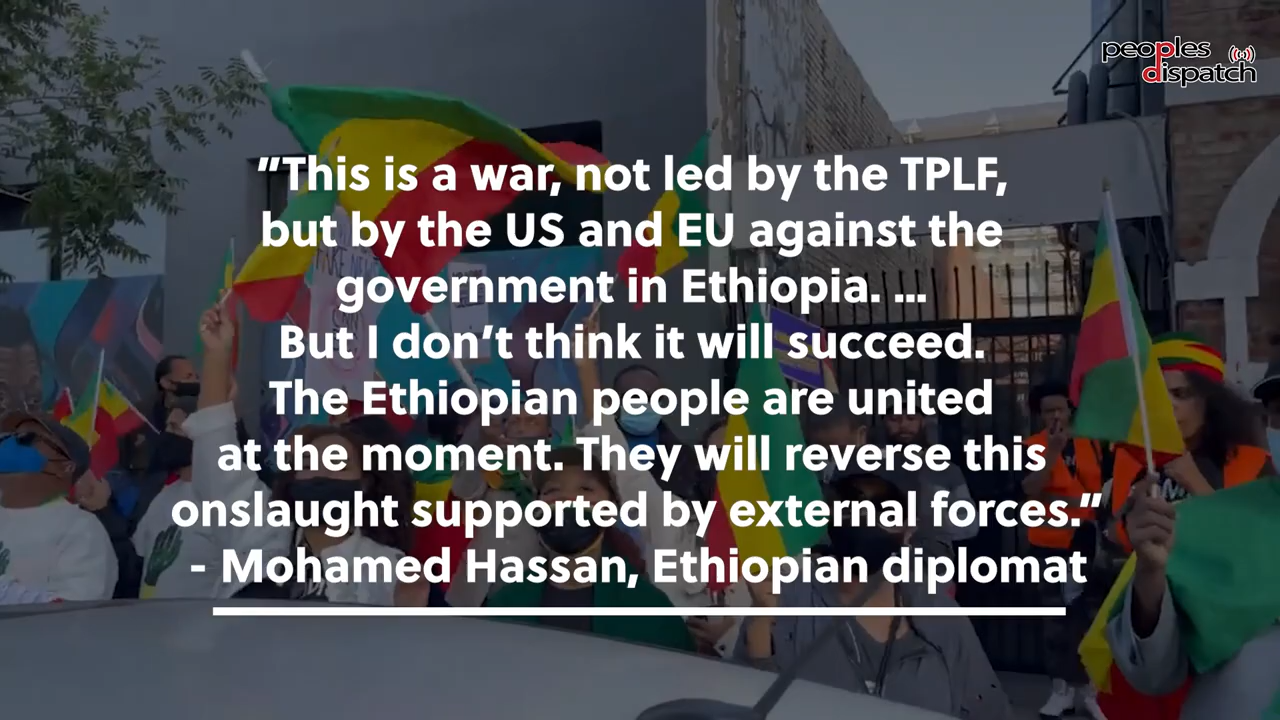 peoples
dispatch
"This is a war, not led by the TPLF,
but by the US and EU against the
government in Ethiopia. ...
But I don't think it will succeed.
The Ethiopian people are united
at the moment. They will reverse this
onslaught supported by external forces."
- Mohamed Hassan, Ethiopian diplomat